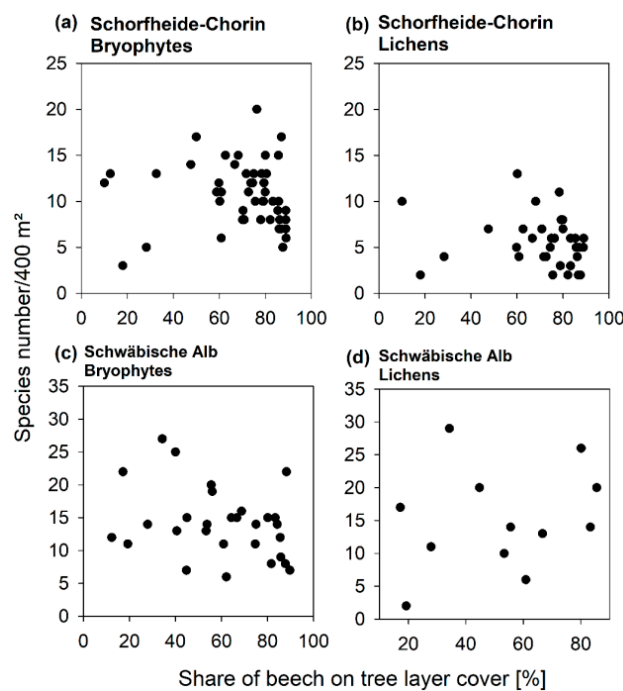 (a) Schorfheide-Chorin
Bryophytes
(b) Schorfheide-Chorin
Lichens
25
20
15
10
5
0
0 20 40 60 80 100
25
20
15
10
5
0
0 20 40 60 80 100
Species number/400 m²
(c) Schwäbische Alb
Bryophytes
(d) Schwäbische Alb
Lichens
35
30
25
20
15
10
5
0
0 20 40 60 80 100
35
30
25
20
15
10
5
0
20 40 60 80
Share of beech on tree layer cover [%]